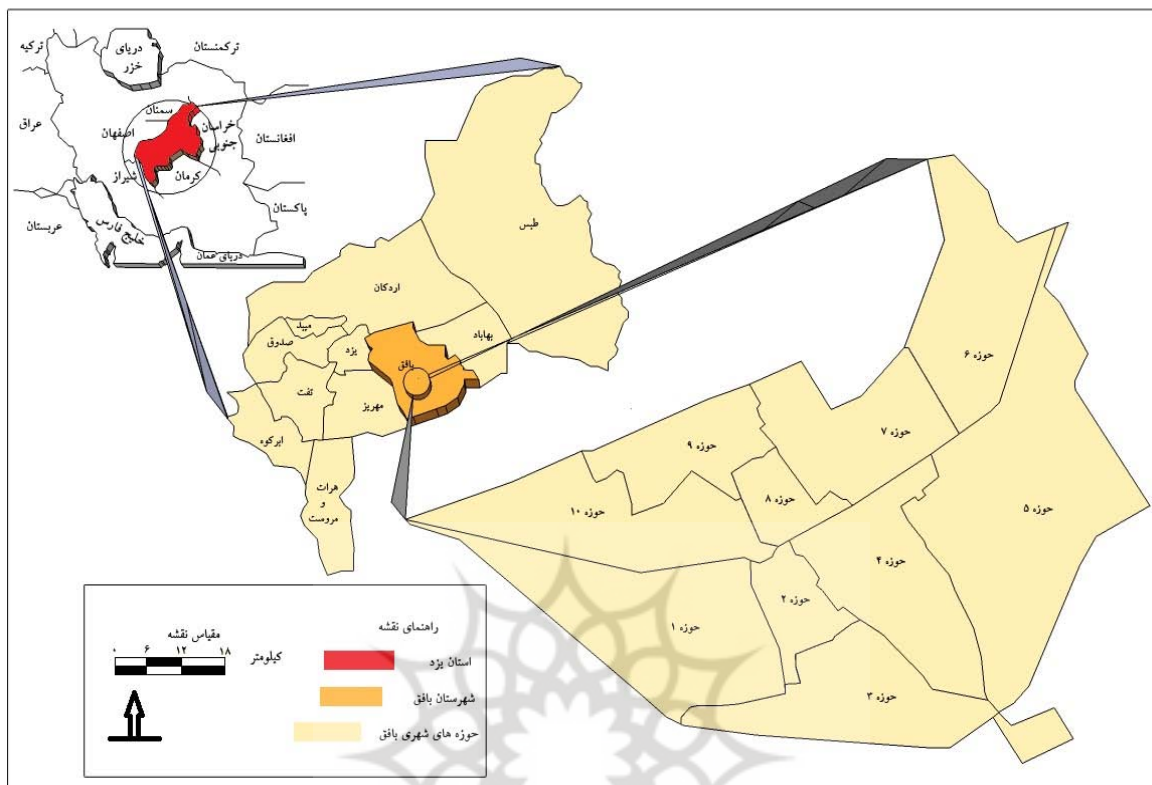 ترکمنستان
ترکیه
دریای
خزر
سمنان
خراسان
جنوبی
اصفهان
عراق
افغانستان
شیراز
کرمان
پاکستان
عربستان
خلیج فارس
دریای عمان
طبس
اردکان
میبد
صدوق
یزد
بهاباد
بافق
تفت
مهریز
ابرکوه
هرات
و
مروست
حوزه ۶
حوزه ۷
حوزه ۹
حوزه ۸
حوزه ۱۰
حوزه ۵
حوزه ۴
حوزه ۲
حوزه ۱
حوزه ۳
راهنمای نقشه
استان یزد
شهرستان بافق
حوزه های شهری بافق
مقیاس نقشه
۰ ۶ ۱۲ ۱۸
کیلومتر